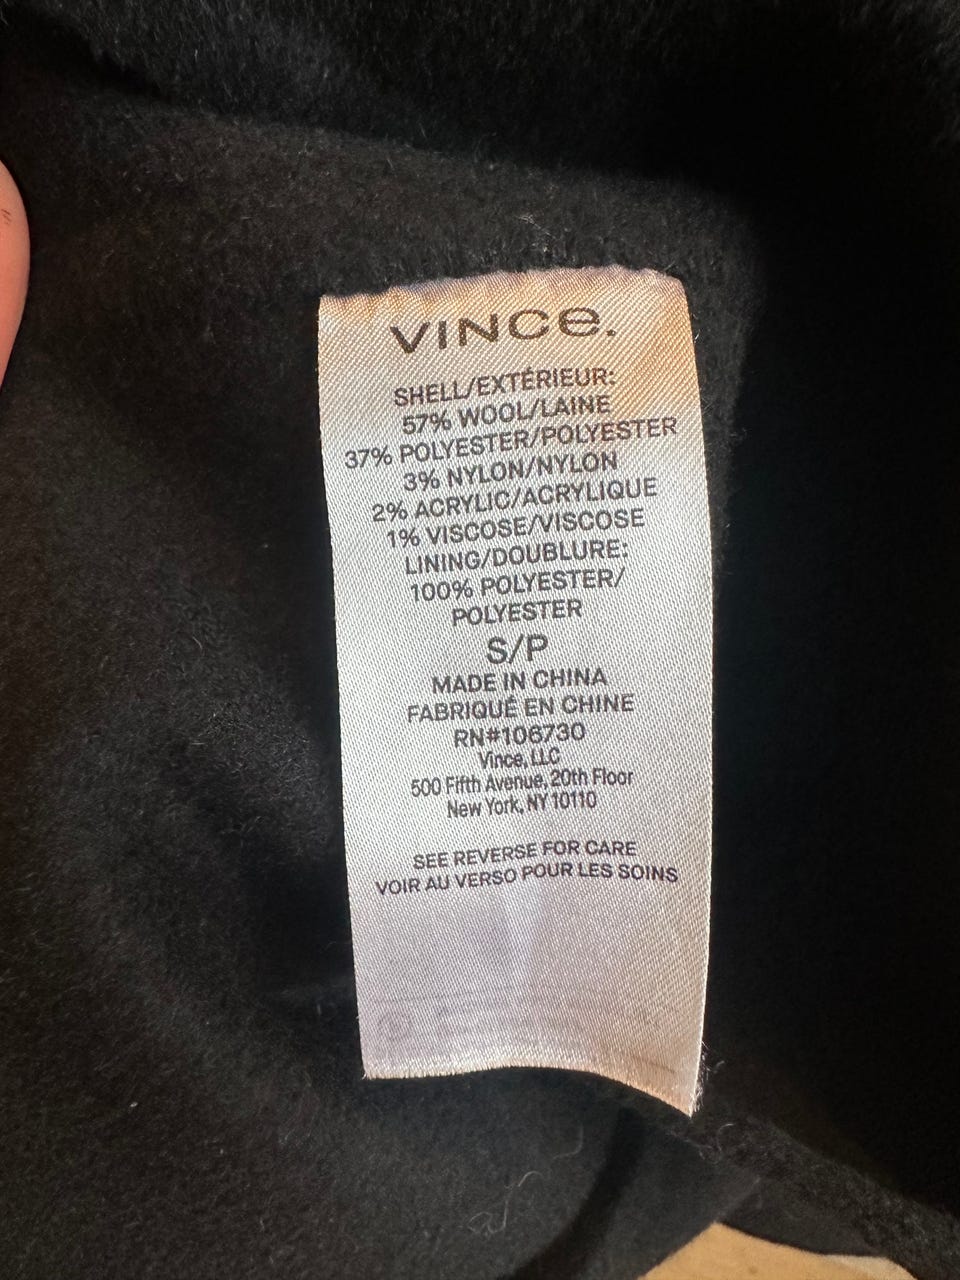 VINCE.
SHELL/EXTÉRIEUR:
57% WOOL/LAINE
37% POLYESTER/POLYESTER
3% NYLON/NYLON
2% ACRYLIC/ACRYLIQUE
1% VISCOSE/VISCOSE
LINING/DOUBLURE:
100% POLYESTER/
POLYESTER
S/P
MADE IN CHINA
FABRIQUÉ EN CHINE
RN#106730
Vince, LLC
500 Fifth Avenue, 20th Floor
New York, NY 10110
SEE REVERSE FOR CARE
VOIR AU VERSO POUR LES SOINS